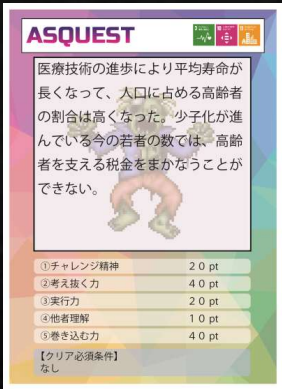 ASQUEST
医療技術の進歩により平均寿命が
長くなって、人口に占める高齢者
の割合は高くなった。少子化が進
んでいる今の若者の数では、高齢
者を支える税金をまかなうことが
できない。
①チャレンジ精神 20pt
②考え抜く力 40pt
③実行力 20pt
④他者理解 10pt
⑤巻き込む力 40pt
【クリア必須条件】
なし